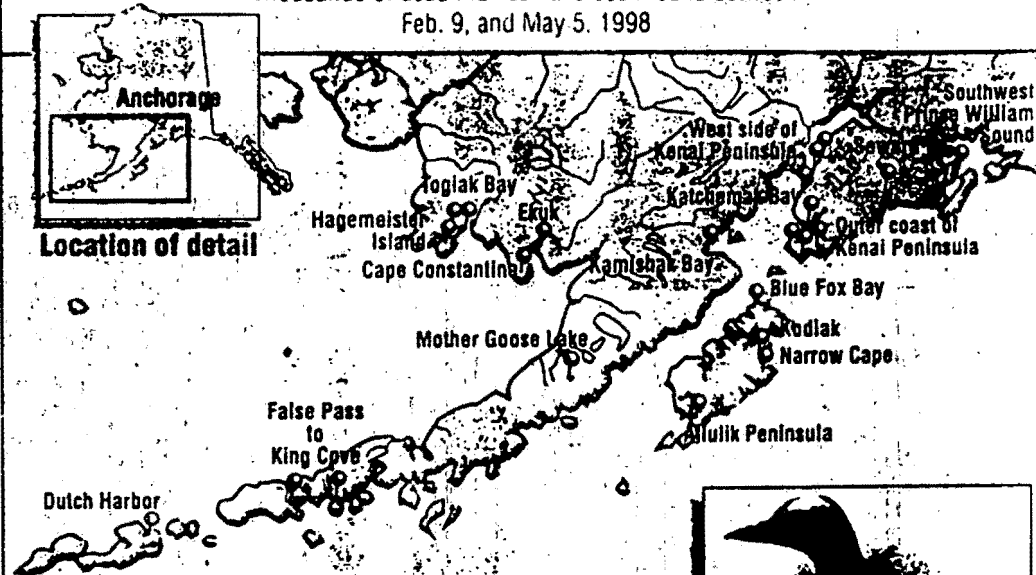 Feb. 9, and May 5. 1998
Anchorage
Location of detail
Southwest
Prince William
Sound
West side of
Kenai Peninsula
Seward
Togiak Bay
Hagemeister
Island
Ekuk
Cape Constantine
Katchemak Bay
Outer coast of
Kenai Peninsula
Kamishak Bay
Blue Fox Bay
Mother Goose Lake
Kodiak
Narrow Cape
False Pass
to
King Cove
Aliulik Peninsula
Dutch Harbor